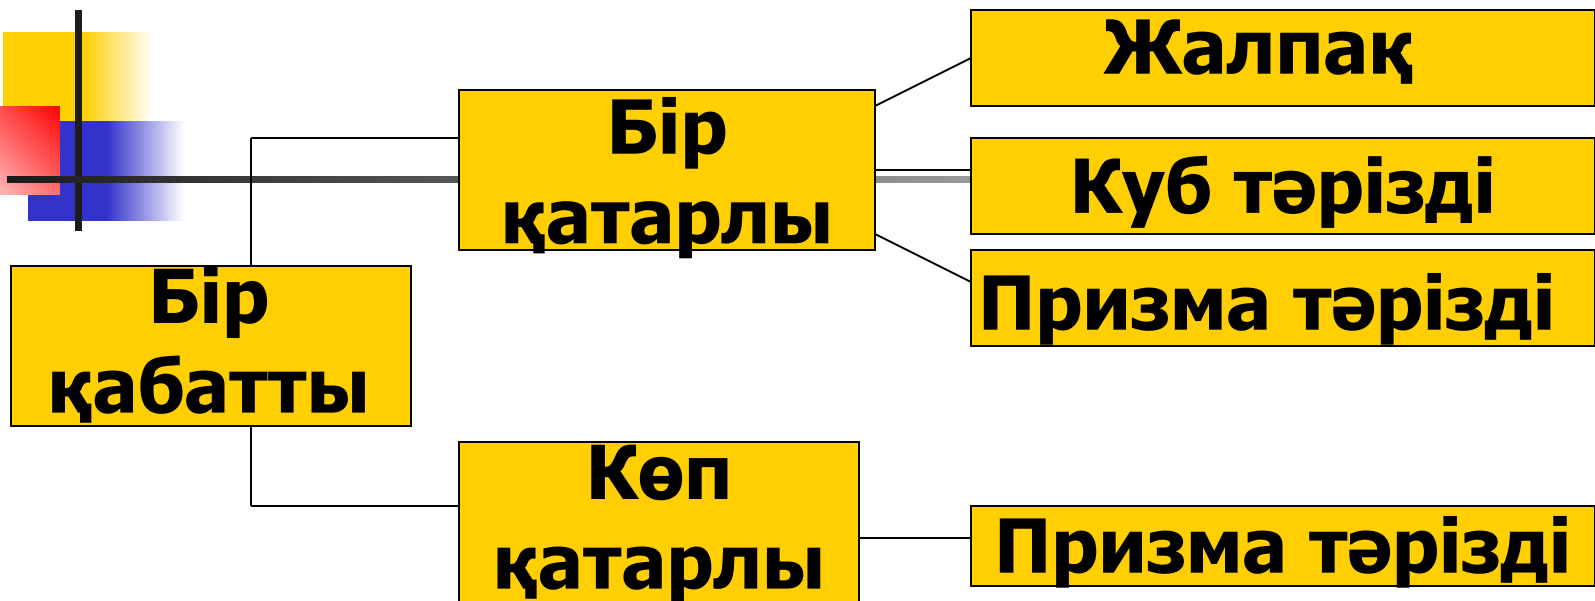 Жалпақ
Бір
қатарлы
Куб тәрізді
Призма тәрізді
Бір
қабатты
Көп
қатарлы
Призма тәрізді